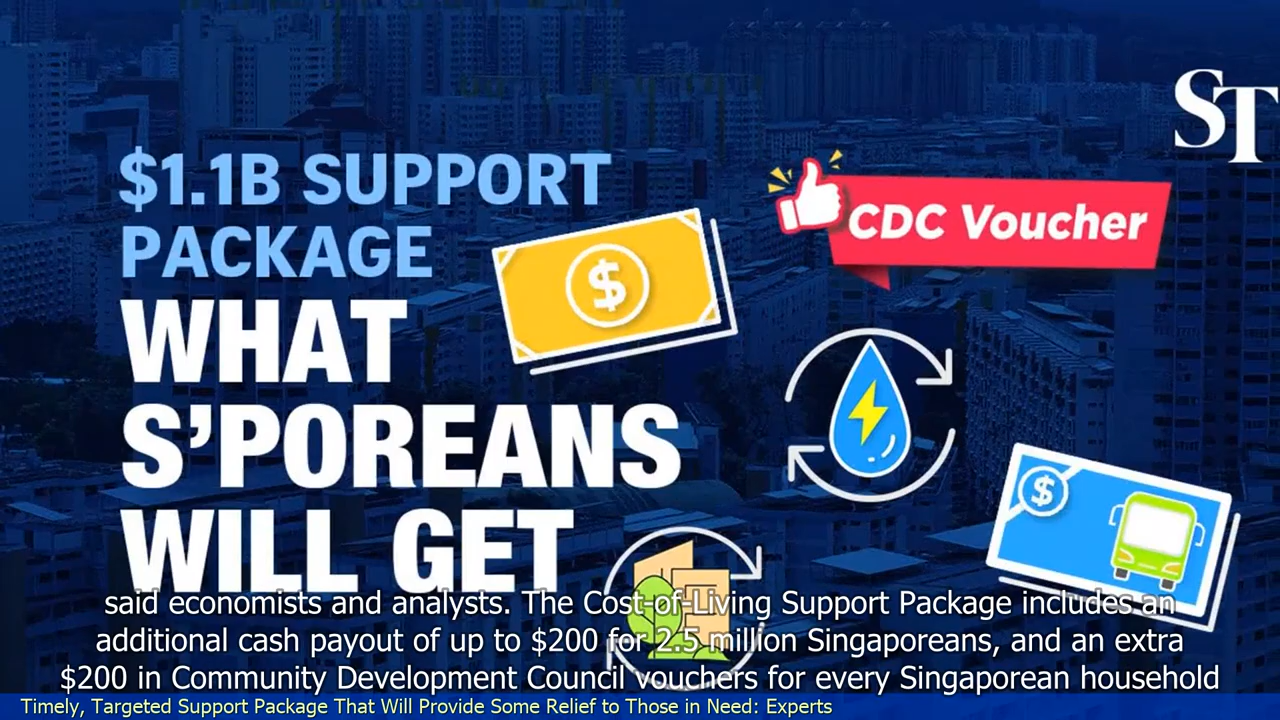 ST
$1.1B SUPPORT
PACKAGE
CDC Voucher
$
WHAT
S'POREANS
$
WILL GET
said economists and analysts. The Cost-of-Living Support Package includes an
additional cash payout of up to $200 for 2.5 million Singaporeans, and an extra
$200 in Community Development Council vouchers for every Singaporean household
Timely, Targeted Support Package That Will Provide Some Relief to Those in Need: Experts